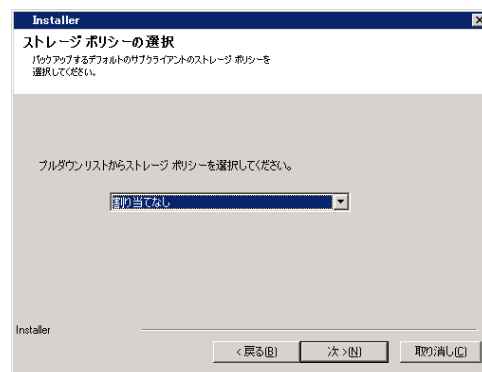 Installer
ストレージ ポリシーの選択
バックアップするデフォルトのサブクライアントのストレージ ポリシーを
選択してください。
プルダウン リストからストレージ ポリシーを選択してください。
割り当てなし
Installer
< 戻る(B)
次 >(N)
取り消し(C)